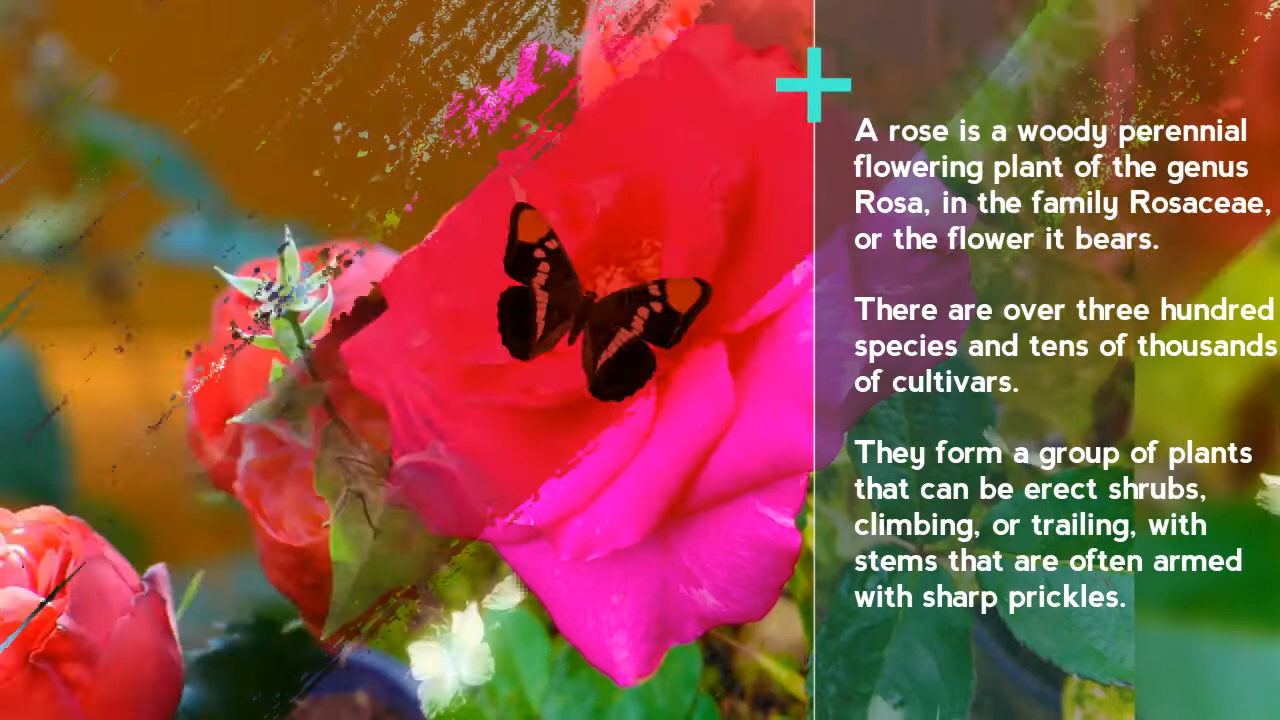 A rose is a woody perennial
flowering plant of the genus
Rosa, in the family Rosaceae,
or the flower it bears.
There are over three hundred
species and tens of thousands
of cultivars.
They form a group of plants
that can be erect shrubs,
climbing, or trailing, with
stems that are often armed
with sharp prickles.